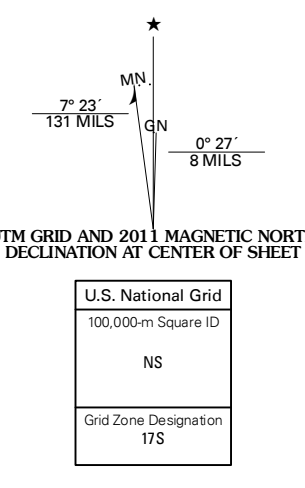 ★
MN
7° 23´
131 MILS
GN
0° 27´
8 MILS
UTM GRID AND 2011 MAGNETIC NORT
DECLINATION AT CENTER OF SHEET
U.S. National Grid
100,000-m Square ID
NS
Grid Zone Designation
17S